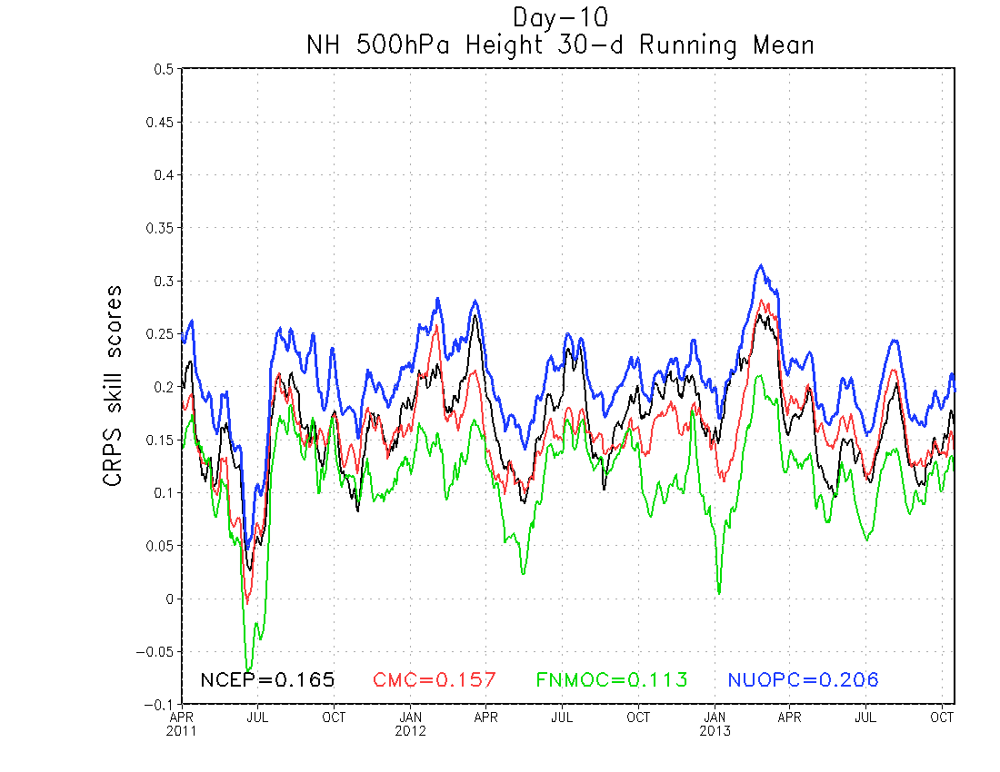 Day-10
NH 500hPa Height 30-d Running Mean
CRPS skill scores
0.5
0.45
0.4
0.35
0.3
0.25
0.2
0.15
0.1
0.05
0
-0.05
-0.1
NCEP=0.165 CMC=0.157 FNMOC=0.113 NUOPC=0.206
APR JUL OCT JAN APR JUL OCT JAN APR JUL OCT
2011 2012 2013